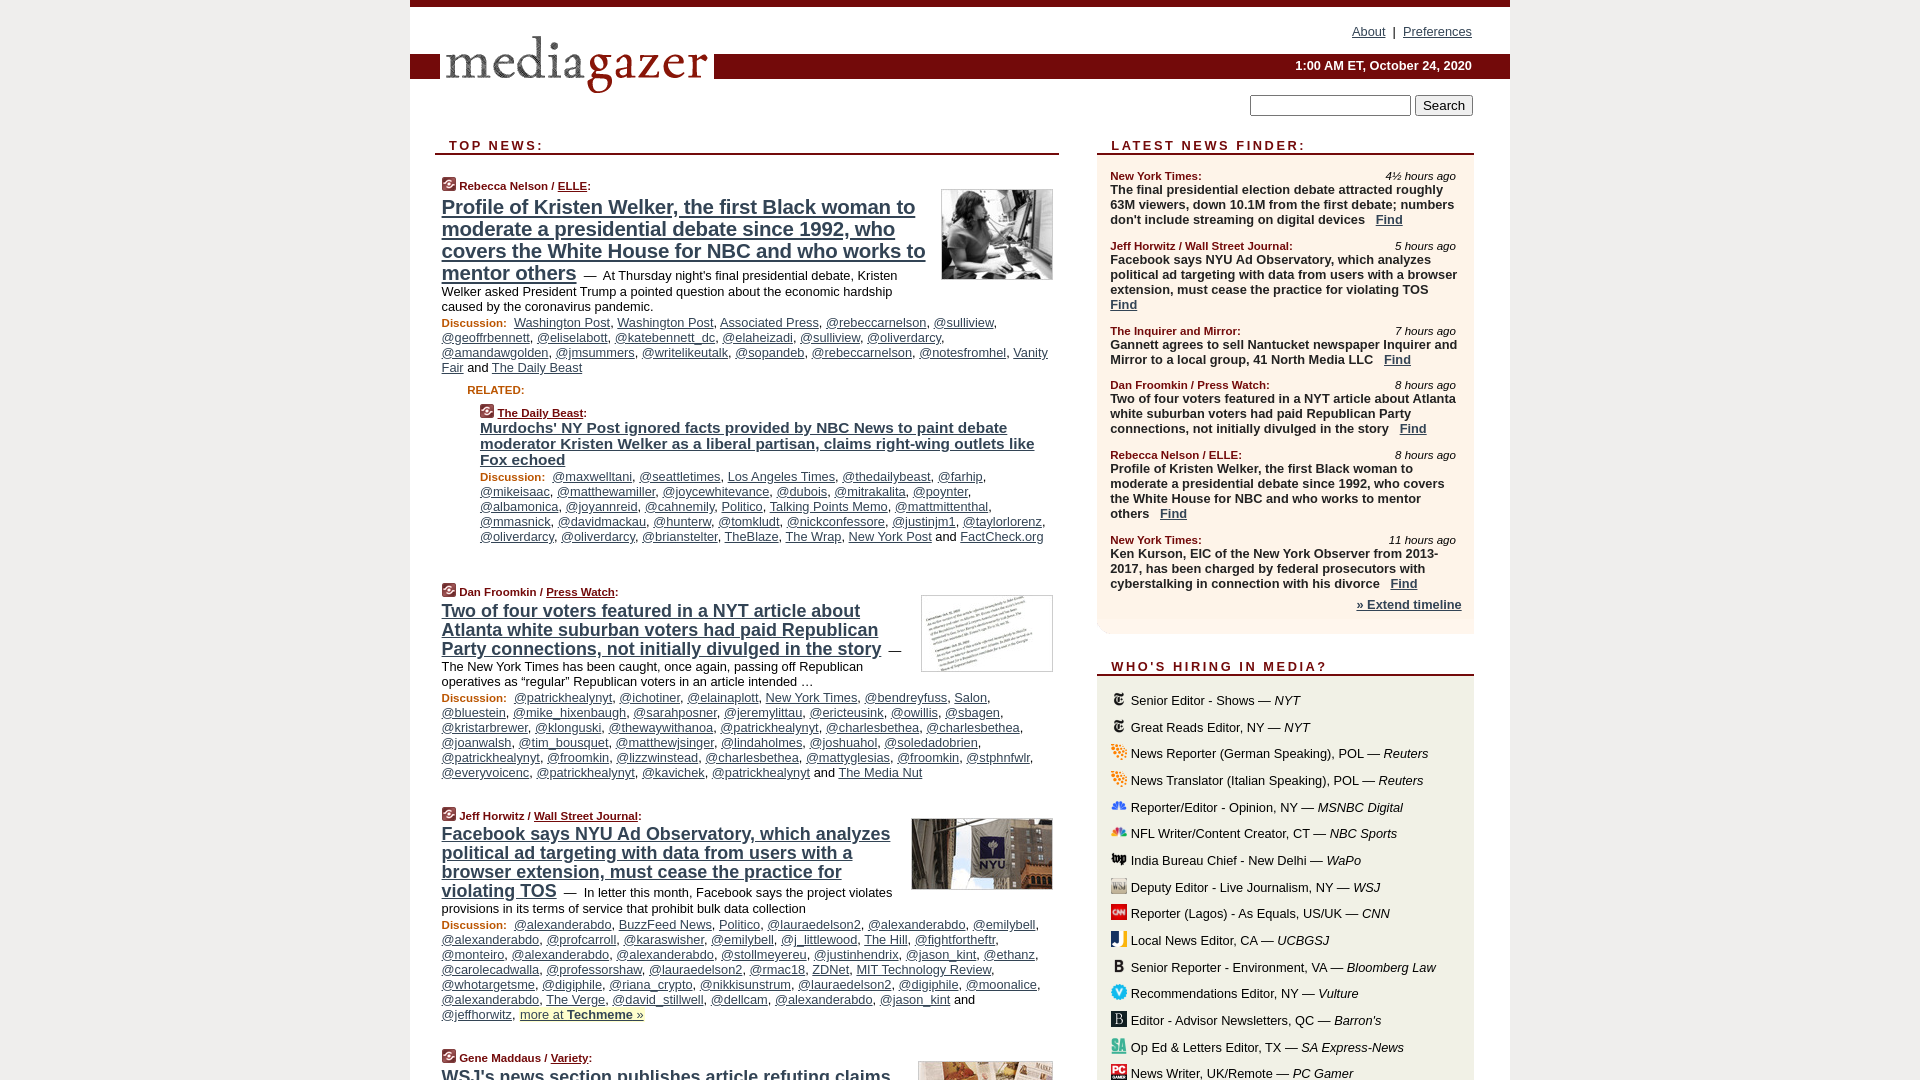 About | Preferences
mediagazer
1:00 AM ET, October 24, 2020
Search
TOP NEWS:
Rebecca Nelson / ELLE:
Profile of Kristen Welker, the first Black woman to
moderate a presidential debate since 1992, who
covers the White House for NBC and who works to
mentor others — At Thursday night's final presidential debate, Kristen
Welker asked President Trump a pointed question about the economic hardship
caused by the coronavirus pandemic.
Discussion: Washington Post, Washington Post, Associated Press, @rebeccarnelson, @sulliview,
@geoffrbennett, @eliselabott, @katebennett_dc, @elaheizadi, @sulliview, @oliverdarcy,
@amandawgolden, @jmsummers, @writelikeutalk, @sopandeb, @rebeccarnelson, @notesfromhel, Vanity
Fair and The Daily Beast
RELATED:
The Daily Beast:
Murdochs' NY Post ignored facts provided by NBC News to paint debate
moderator Kristen Welker as a liberal partisan, claims right-wing outlets like
Fox echoed
Discussion: @maxwelltani, @seattletimes, Los Angeles Times, @thedailybeast, @farhip,
@mikeisaac, @matthewamiller, @joycewhitevance, @dubois, @mitrakalita, @poynter,
@albamonica, @joyannreid, @cahnemily, Politico, Talking Points Memo, @mattmittenthal,
@mmasnick, @davidmackau, @hunterw, @tomkludt, @nickconfessore, @justinjm1, @taylorlorenz,
@oliverdarcy, @oliverdarcy, @brianstelter, TheBlaze, The Wrap, New York Post and FactCheck.org
Dan Froomkin / Press Watch:
Two of four voters featured in a NYT article about
Atlanta white suburban voters had paid Republican
Party connections, not initially divulged in the story —
The New York Times has been caught, once again, passing off Republican
operatives as “regular” Republican voters in an article intended …
Discussion: @patrickhealynyt, @ichotiner, @elainaplott, New York Times, @bendreyfuss, Salon,
@bluestein, @mike_hixenbaugh, @sarahposner, @jeremylittau, @ericteusink, @owillis, @sbagen,
@kristarbrewer, @klonguski, @thewaywithanoa, @patrickhealynyt, @charlesbethea, @charlesbethea,
@joanwalsh, @tim_bousquet, @matthewjsinger, @lindaholmes, @joshuahol, @soledadobrien,
@patrickhealynyt, @froomkin, @lizzwinstead, @charlesbethea, @mattyglesias, @froomkin, @stphnfwlr,
@everyvoicenc, @patrickhealynyt, @kavichek, @patrickhealynyt and The Media Nut
Jeff Horwitz / Wall Street Journal:
Facebook says NYU Ad Observatory, which analyzes
political ad targeting with data from users with a
browser extension, must cease the practice for
violating TOS — In letter this month, Facebook says the project violates
provisions in its terms of service that prohibit bulk data collection
NYU
Discussion: @alexanderabdo, BuzzFeed News, Politico, @lauraedelson2, @alexanderabdo, @emilybell,
@alexanderabdo, @profcarroll, @karaswisher, @emilybell, @j_littlewood, The Hill, @fightfortheftr,
@monteiro, @alexanderabdo, @alexanderabdo, @stollmeyereu, @justinhendrix, @jason_kint, @ethanz,
@carolecadwalla, @professorshaw, @lauraedelson2, @rmac18, ZDNet, MIT Technology Review,
@whotargetsme, @digiphile, @riana_crypto, @nikkisunstrum, @lauraedelson2, @digiphile, @moonalice,
@alexanderabdo, The Verge, @david_stillwell, @dellcam, @alexanderabdo, @jason_kint and
@jeffhorwitz, more at Techmeme »
Gene Maddaus / Variety:
WSJ's news section publishes article refuting claims
LATEST NEWS FINDER:
New York Times: 4½ hours ago
The final presidential election debate attracted roughly
63M viewers, down 10.1M from the first debate; numbers
don't include streaming on digital devices Find
Jeff Horwitz / Wall Street Journal: 5 hours ago
Facebook says NYU Ad Observatory, which analyzes
political ad targeting with data from users with a browser
extension, must cease the practice for violating TOS
Find
The Inquirer and Mirror: 7 hours ago
Gannett agrees to sell Nantucket newspaper Inquirer and
Mirror to a local group, 41 North Media LLC Find
Dan Froomkin / Press Watch: 8 hours ago
Two of four voters featured in a NYT article about Atlanta
white suburban voters had paid Republican Party
connections, not initially divulged in the story Find
Rebecca Nelson / ELLE: 8 hours ago
Profile of Kristen Welker, the first Black woman to
moderate a presidential debate since 1992, who covers
the White House for NBC and who works to mentor
others Find
New York Times: 11 hours ago
Ken Kurson, EIC of the New York Observer from 2013-
2017, has been charged by federal prosecutors with
cyberstalking in connection with his divorce Find
» Extend timeline
WHO'S HIRING IN MEDIA?
Senior Editor - Shows — NYT
Great Reads Editor, NY — NYT
News Reporter (German Speaking), POL — Reuters
News Translator (Italian Speaking), POL — Reuters
Reporter/Editor - Opinion, NY — MSNBC Digital
NFL Writer/Content Creator, CT — NBC Sports
wp India Bureau Chief - New Delhi — WaPo
WSJ Deputy Editor - Live Journalism, NY — WSJ
CNN Reporter (Lagos) - As Equals, US/UK — CNN
Local News Editor, CA — UCBGSJ
B Senior Reporter - Environment, VA — Bloomberg Law
Recommendations Editor, NY — Vulture
B Editor - Advisor Newsletters, QC — Barron's
SA Op Ed & Letters Editor, TX — SA Express-News
PC News Writer, UK/Remote — PC Gamer